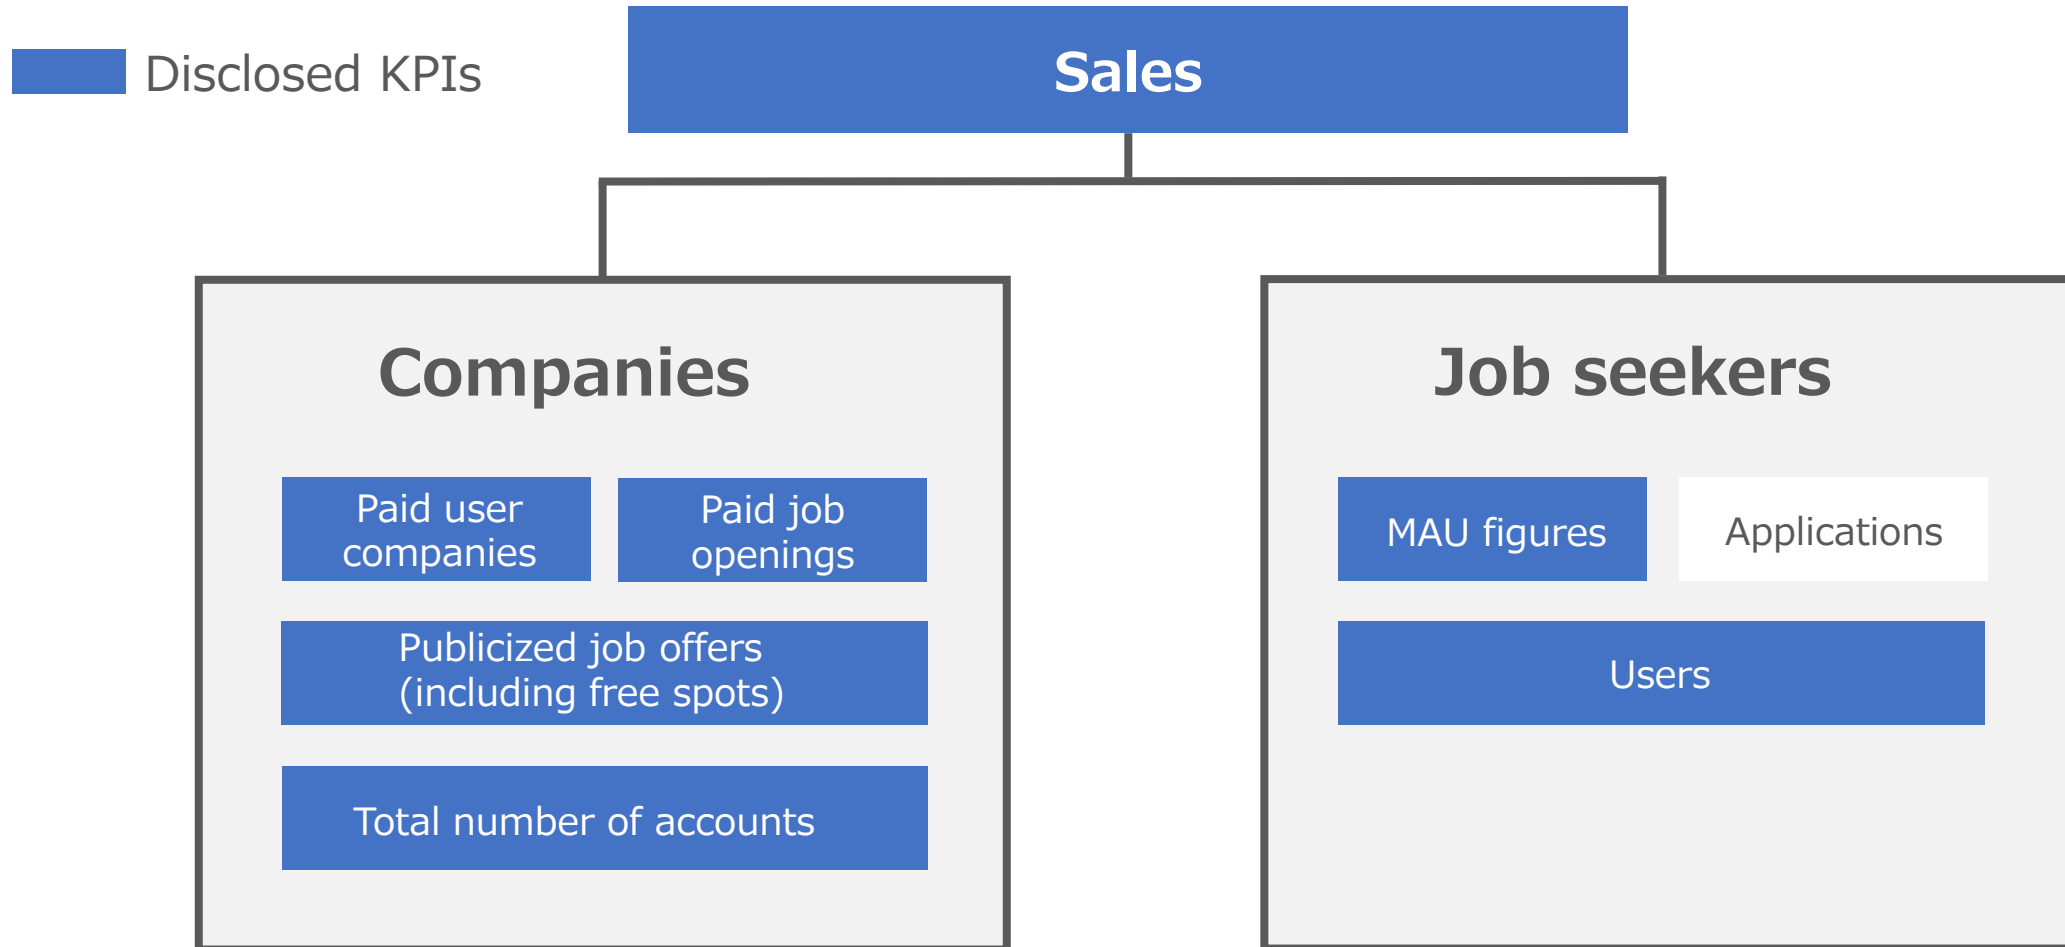 Disclosed KPIs
Sales
Companies
Paid user
companies
Paid job
openings
Publicized job offers
(including free spots)
Total number of accounts
Job seekers
MAU figures
Applications
Users